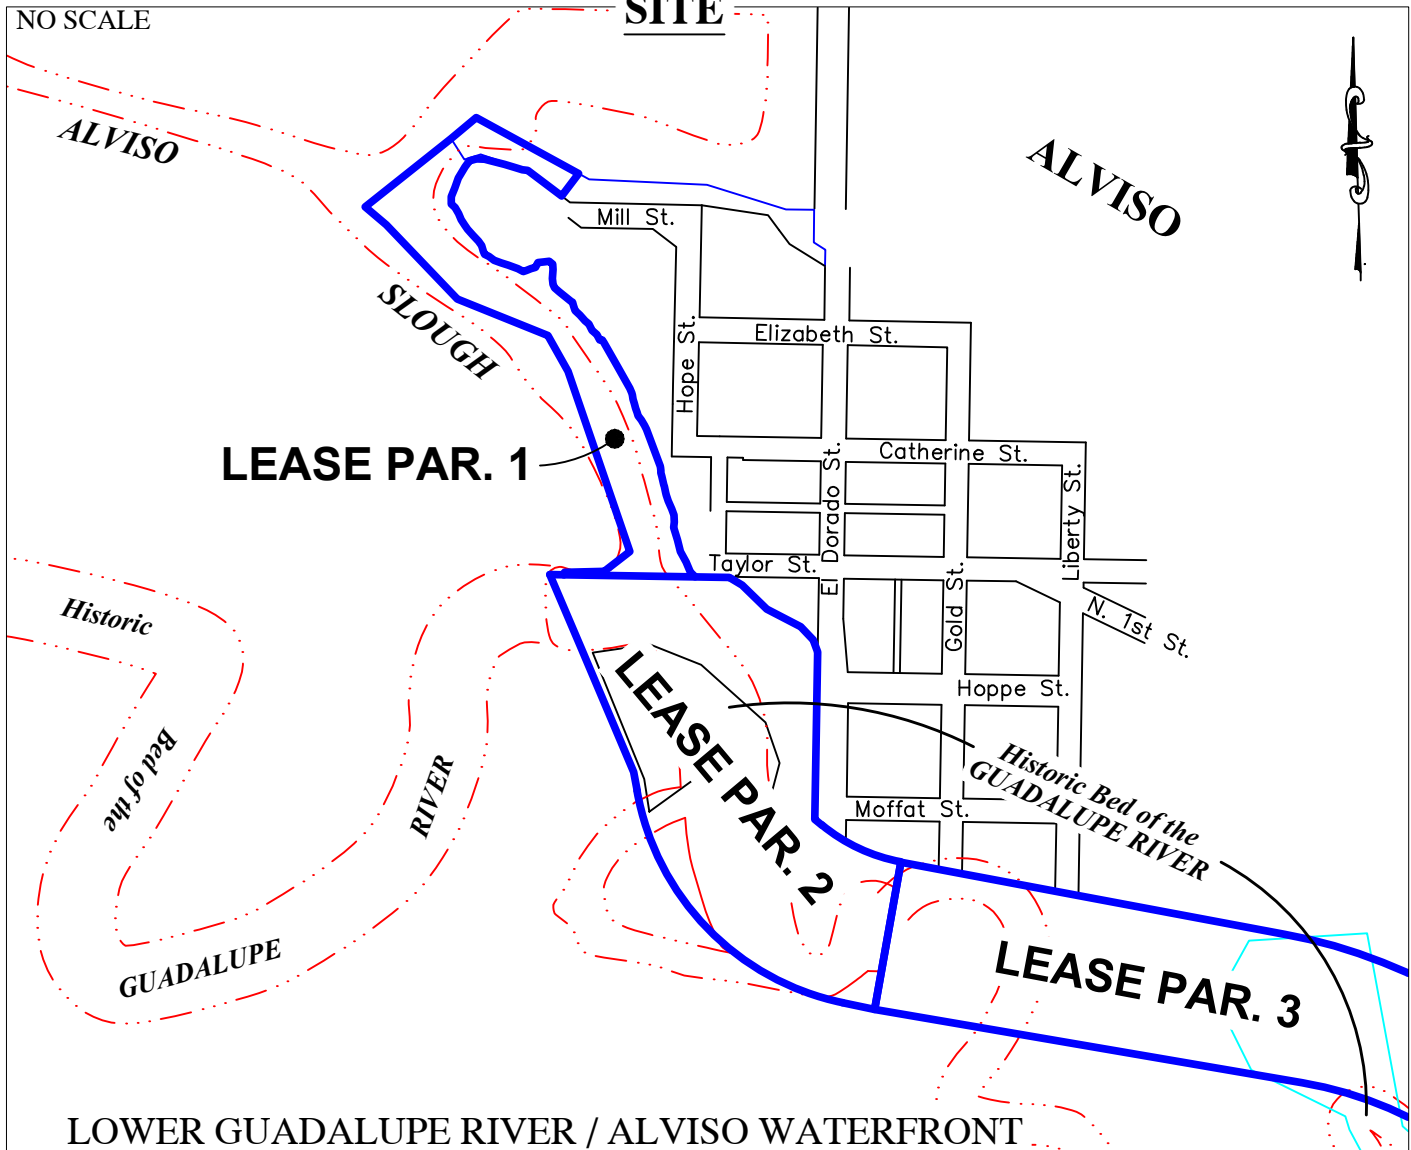 SITE
NO SCALE
ALVISO
ALVISO
Mill St.
SLOUGH
Elizabeth St.
Hope St.
LEASE PAR. 1
Catherine St.
El Dorado St.
Liberty St.
Taylor St.
Gold St.
N. 1st St.
Historic
Bed of the
RIVER
GUADALUPE
LEASE PAR. 2
Hoppe St.
Historic Bed of the
GUADALUPE RIVER
Moffat St.
LEASE PAR. 3
LOWER GUADALUPE RIVER / ALVISO WATERFRONT